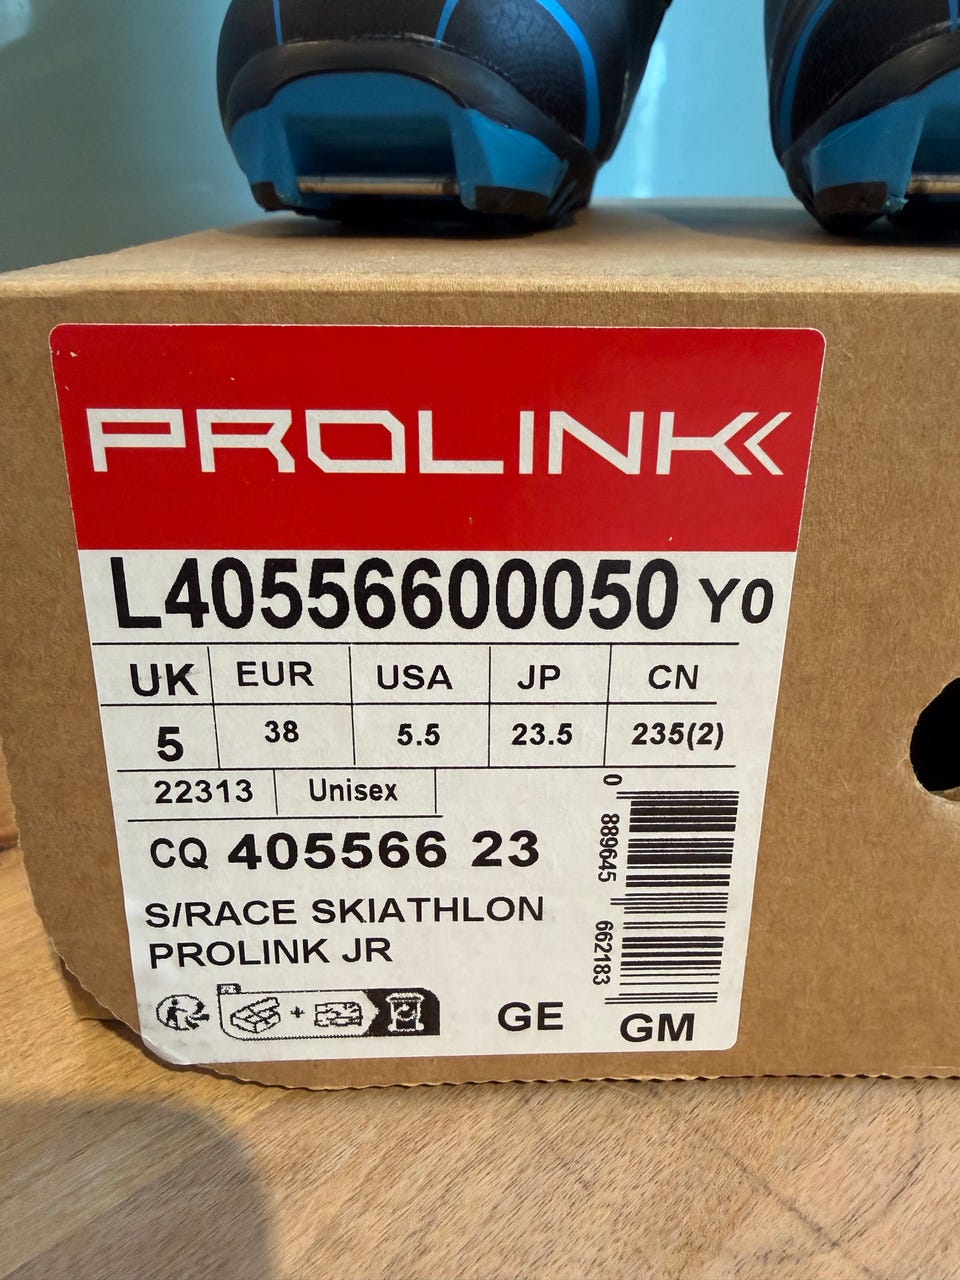 PROLINK
L40556600050 Y0
UK EUR USA JP CN
5 38 5.5 23.5 235(2)
22313 Unisex
CQ 405566 23
S/RACE SKIATHLON
PROLINK JR
0 889645 662183
GE GM